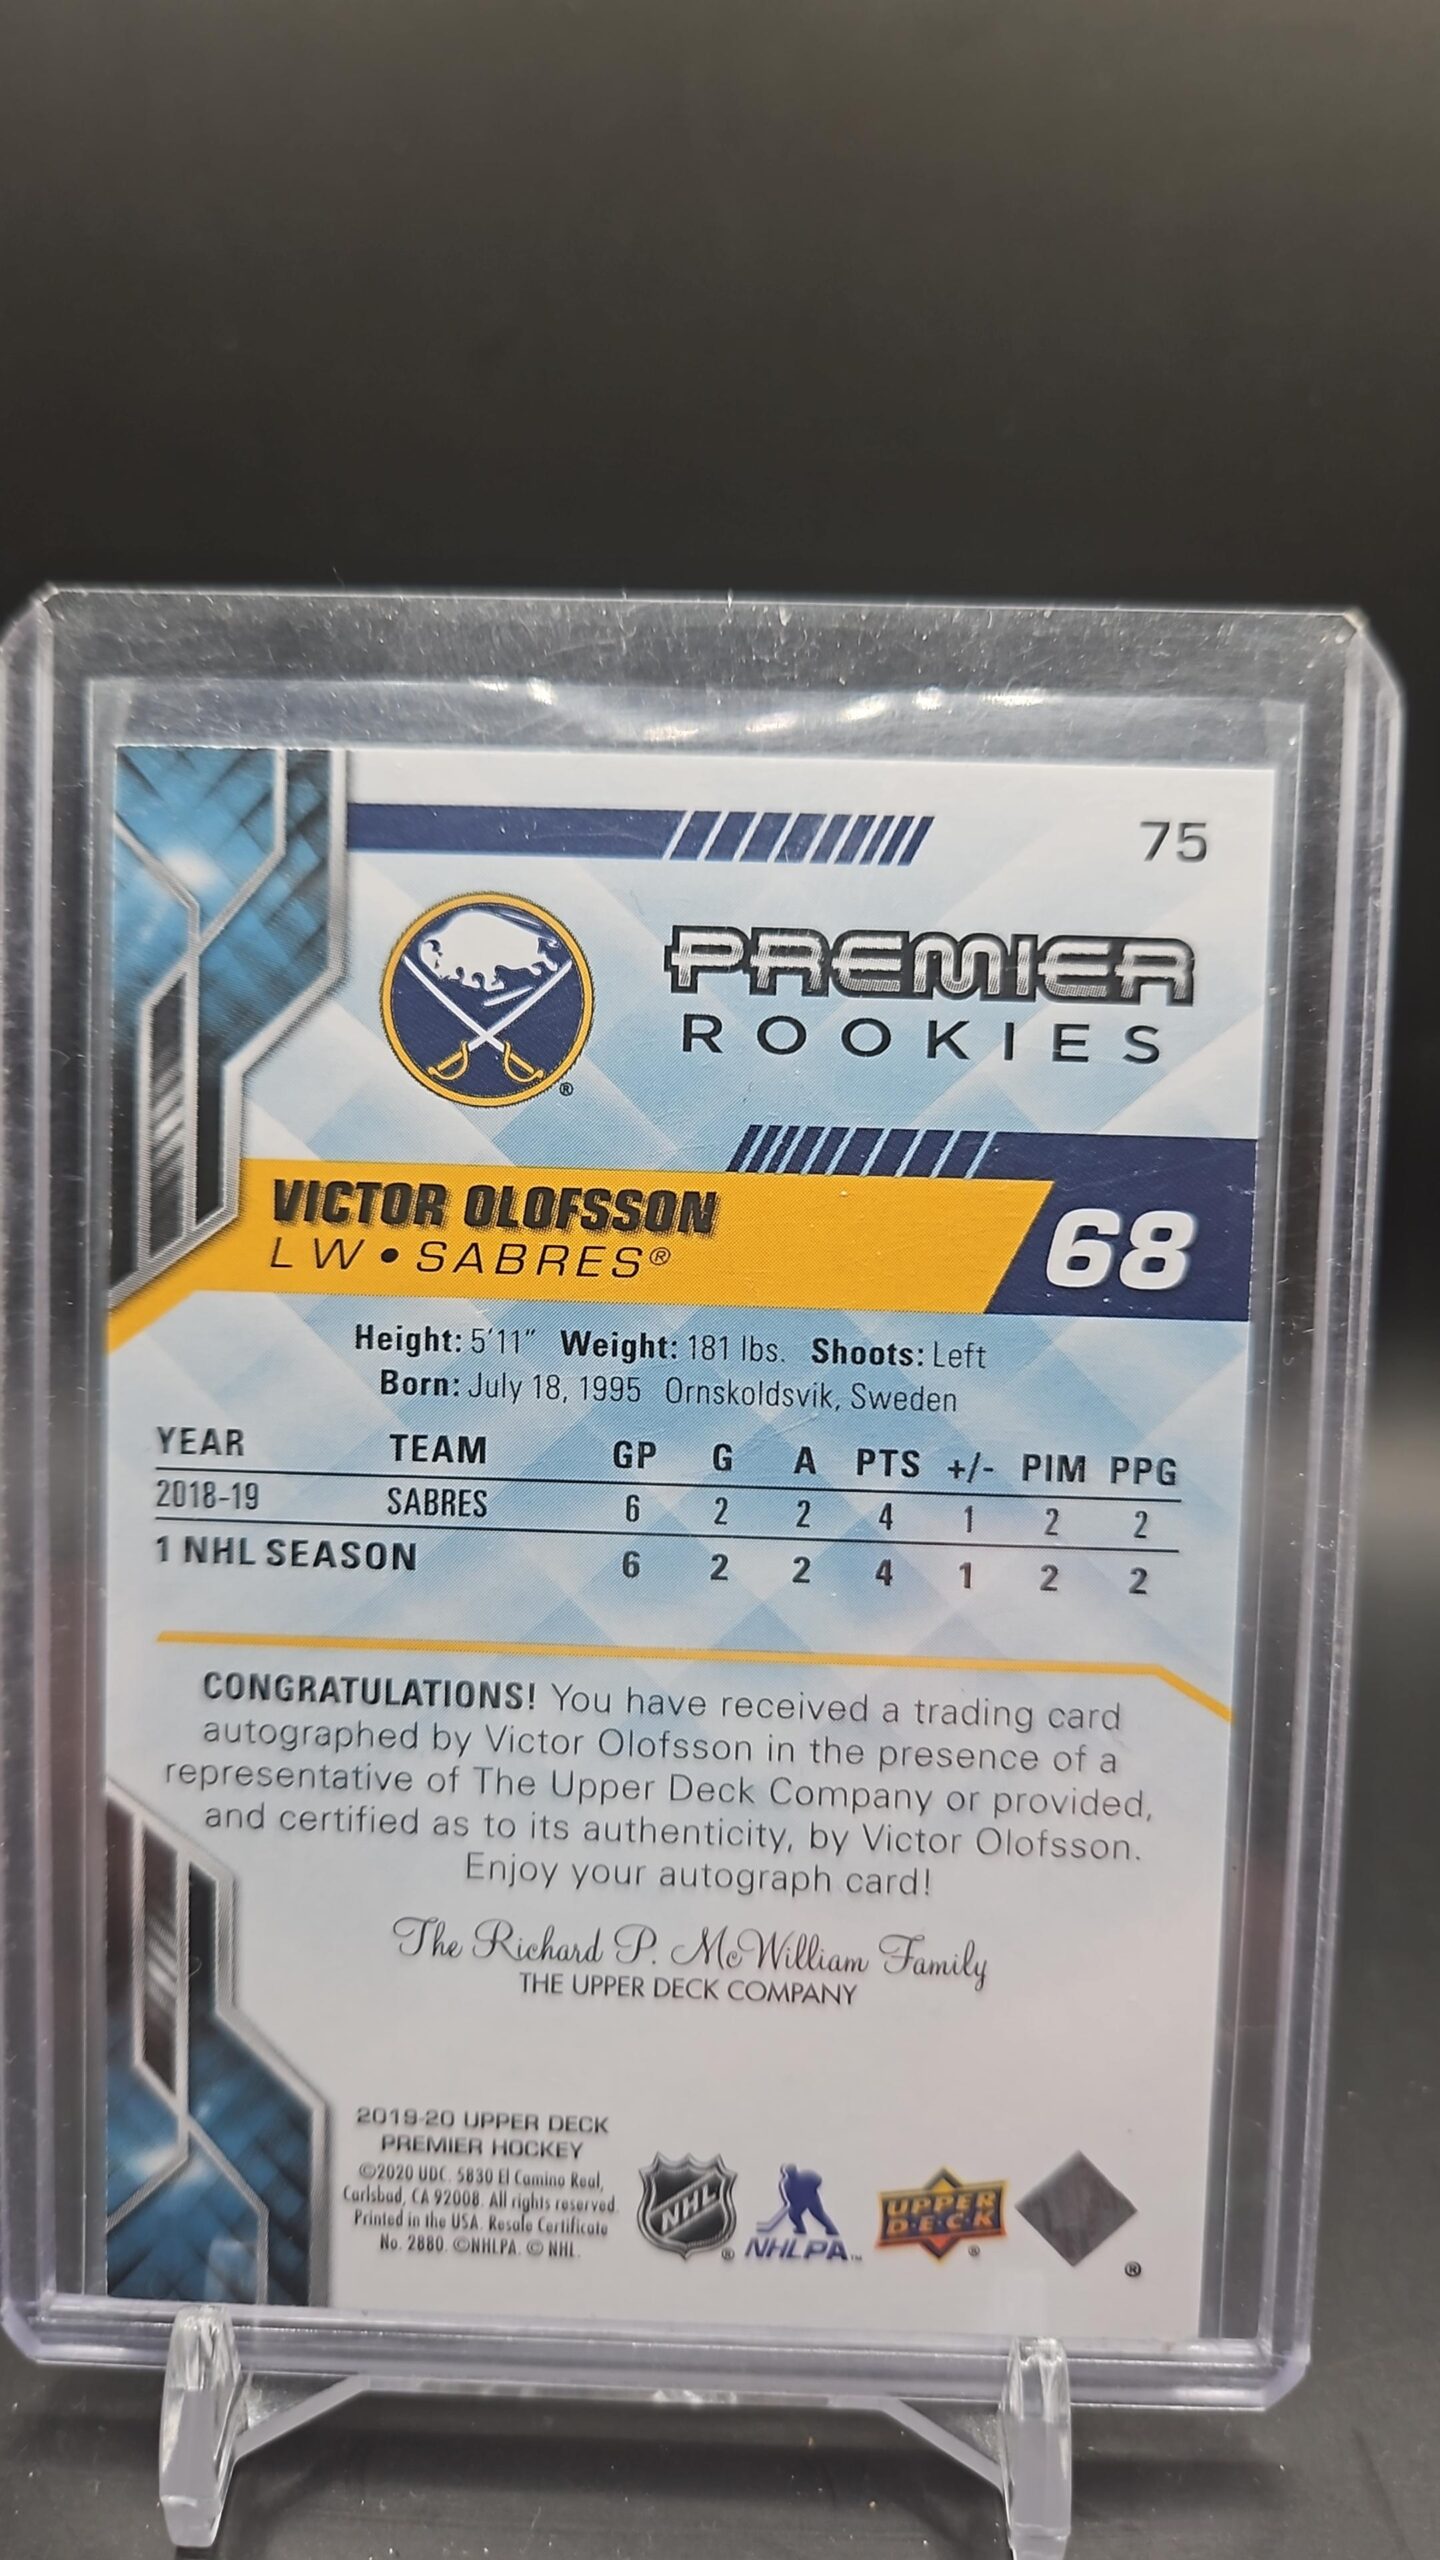 75
PREMIER
ROOKIES
VICTOR OLOFSSON
LW • SABRES®
68
Height: 5'11" Weight: 181 lbs. Shoots: Left
Born: July 18, 1995 Ornskoldsvik, Sweden
YEAR TEAM GP G A PTS +/- PIM PPG
2018-19 SABRES 6 2 2 4 1 2 2
1 NHL SEASON 6 2 2 4 1 2 2
CONGRATULATIONS! You have received a trading card
autographed by Victor Olofsson in the presence of a
representative of The Upper Deck Company or provided,
and certified as to its authenticity, by Victor Olofsson.
Enjoy your autograph card!
The Richard P. McWilliam Family
THE UPPER DECK COMPANY
2019-20 UPPER DECK
PREMIER HOCKEY
©2020 UDC. 5830 El Camino Real,
Carlsbad, CA 92008. All rights reserved.
Printed in the USA. Resale Certificate
No. 2880. ©NHLPA. © NHL.
NHL ®
NHLPA™
UPPER
DECK
®
®